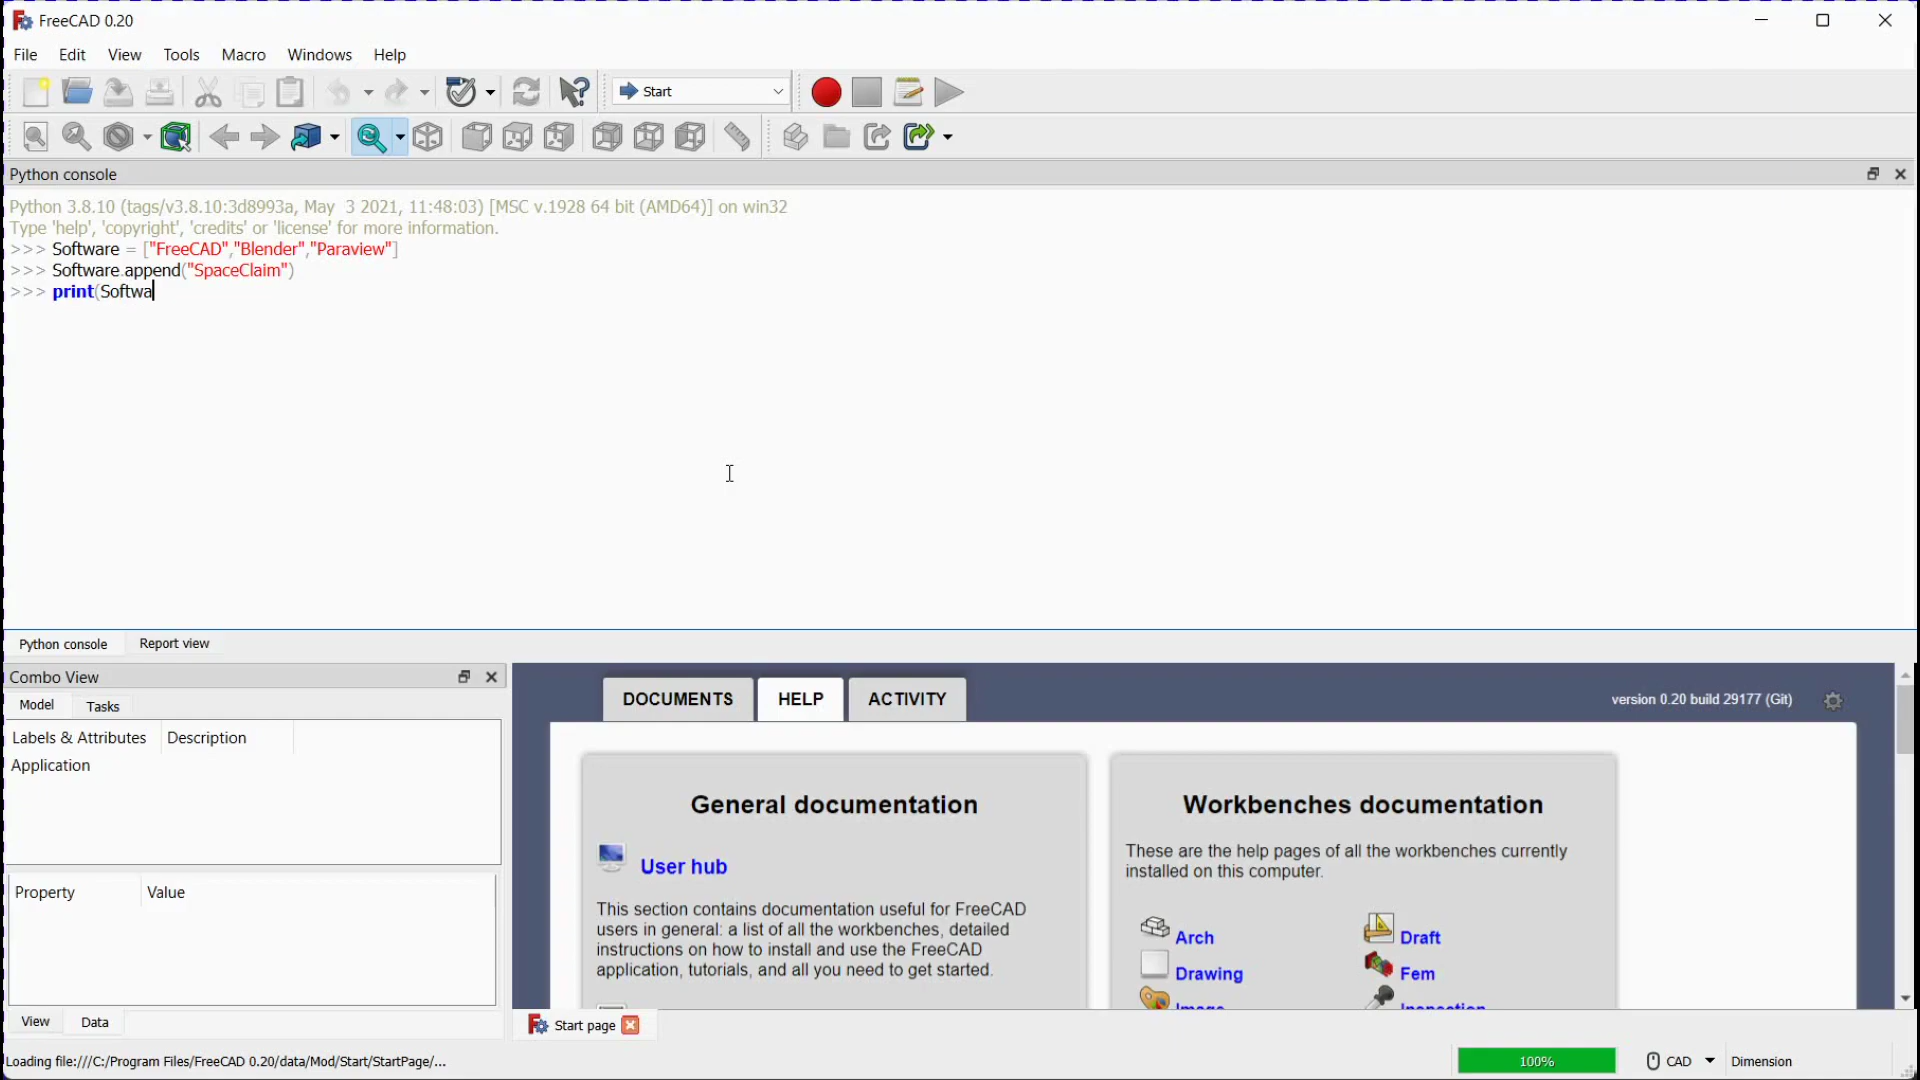 FreeCAD 0.20
File Edit View Tools Macro Windows Help
Start
Python console
Python 3.8.10 (tags/v3.8.10:3d8993a, May  3 2021, 11:48:03) [MSC v.1928 64 bit (AMD64)] on win32
Type 'help', 'copyright', 'credits' or 'license' for more information.
>>> Software = ["FreeCAD","Blender","Paraview"]
>>> Software.append("SpaceClaim")
>>> print(Softwa
Python console Report view
Combo View
Model Tasks
Labels & Attributes Description
Application
Property Value
View Data
DOCUMENTS HELP ACTIVITY
version 0.20 build 29177 (Git)
General documentation
User hub
This section contains documentation useful for FreeCAD
users in general: a list of all the workbenches, detailed
instructions on how to install and use the FreeCAD
application, tutorials, and all you need to get started.
Workbenches documentation
These are the help pages of all the workbenches currently
installed on this computer.
Arch Draft
Drawing Fem
Image Inspection
Start page
Loading file:///C:/Program Files/FreeCAD 0.20/data/Mod/Start/StartPage/...
100% CAD Dimension